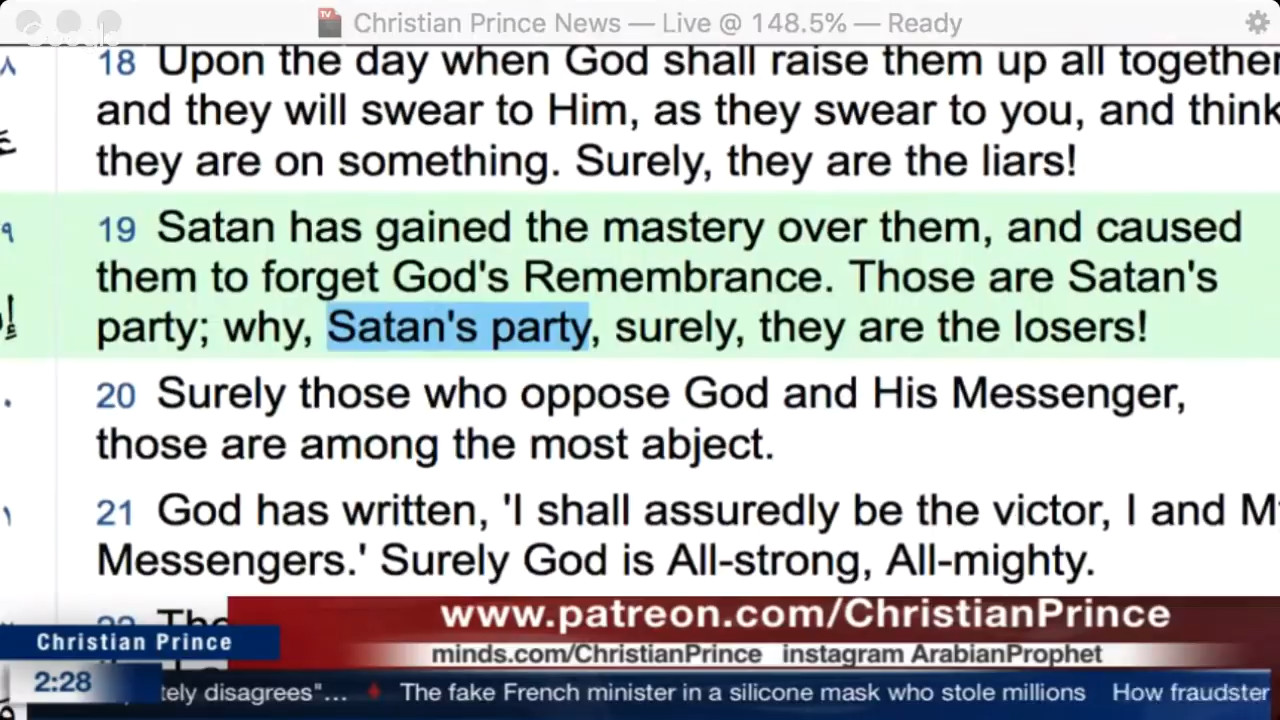 Christian Prince News — Live @ 148.5% — Ready
TV
Google
18 Upon the day when God shall raise them up all together
and they will swear to Him, as they swear to you, and think
they are on something. Surely, they are the liars!
19 Satan has gained the mastery over them, and caused
them to forget God's Remembrance. Those are Satan's
party; why, Satan's party, surely, they are the losers!
20 Surely those who oppose God and His Messenger,
those are among the most abject.
21 God has written, 'I shall assuredly be the victor, I and
Messengers.' Surely God is All-strong, All-mighty.
www.patreon.com/ChristianPrince
Christian Prince
minds.com/ChristianPrince instagram ArabianProphet
2:28
tely disagrees"... ♦ The fake French minister in a silicone mask who stole millions How fraudster